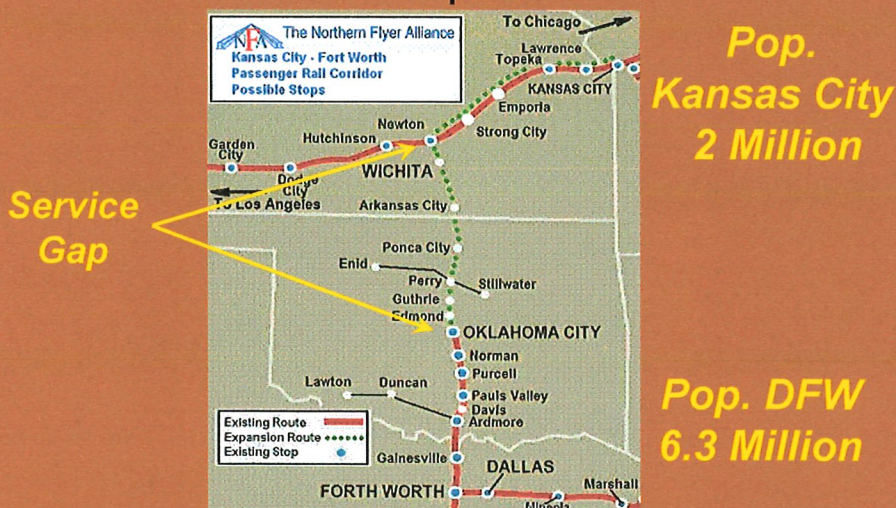 The Northern Flyer Alliance
NFA
Kansas City - Fort Worth
Passenger Rail Corridor
Possible Stops
To Chicago
Lawrence
Topeka
KANSAS CITY
Emporia
Strong City
Newton
Hutchinson
Garden
City
WICHITA
Dodge
City
To Los Angeles
Arkansas City
Ponca City
Enid
Perry
Stillwater
Guthrie
Edmond
OKLAHOMA CITY
Norman
Purcell
Lawton
Duncan
Pauls Valley
Davis
Ardmore
Existing Route
Expansion Route
Existing Stop
Gainesville
DALLAS
Marshall
FORTH WORTH
Mineola
Service
Gap
Pop.
Kansas City
2 Million
Pop. DFW
6.3 Million